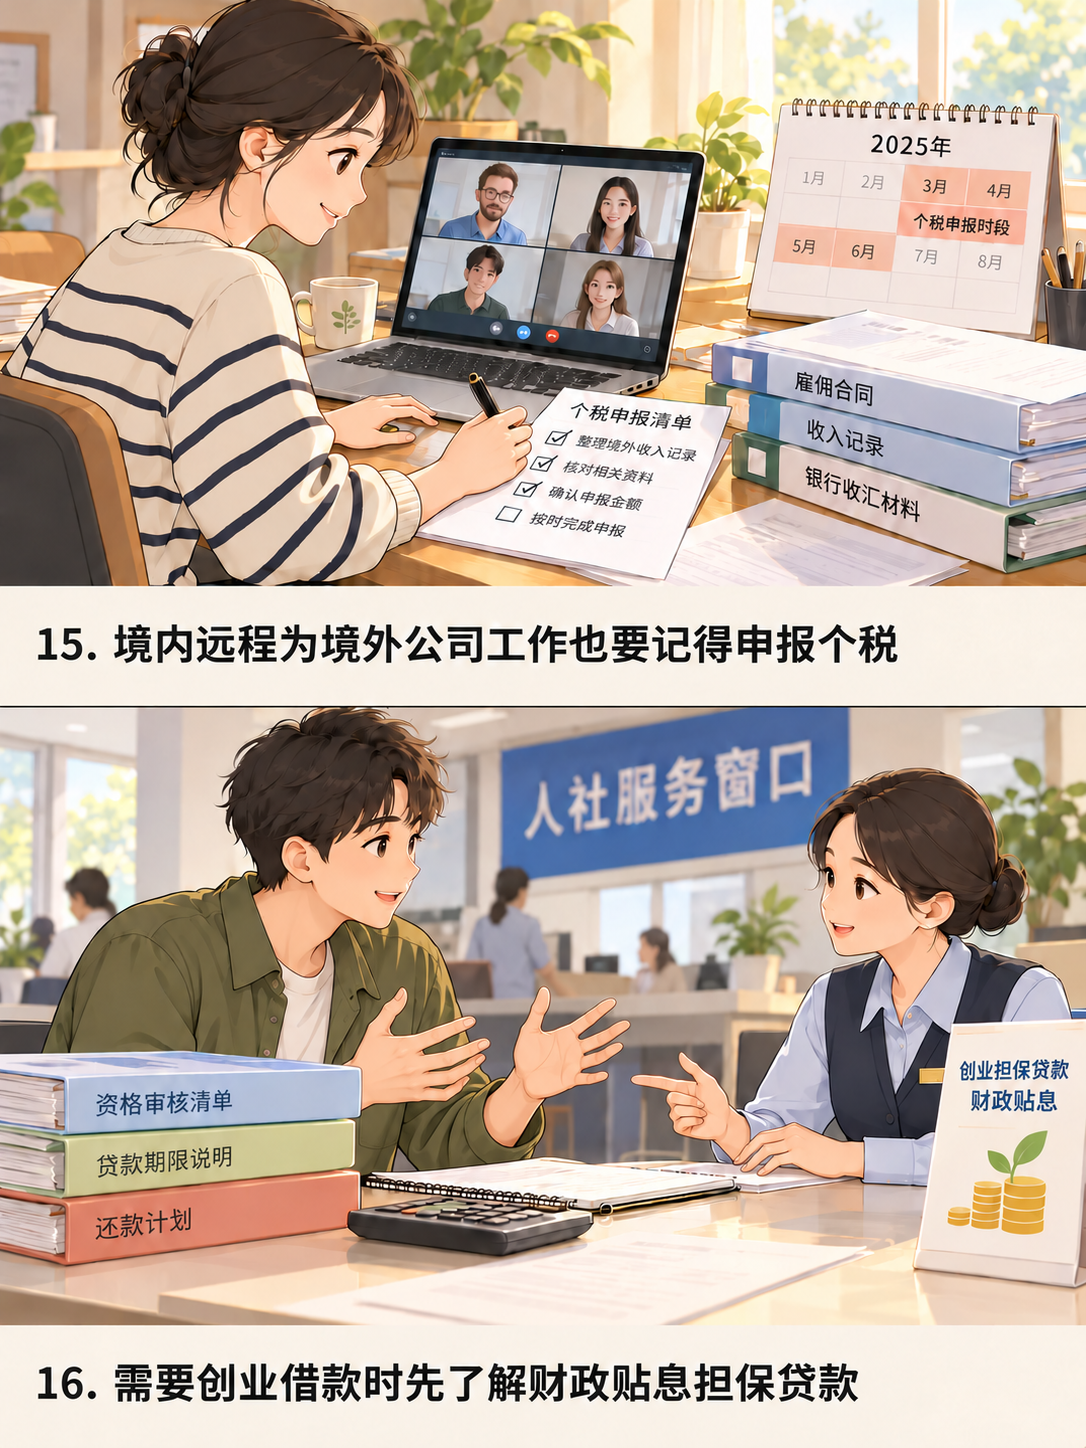 2025年
1月 2月 3月 4月
个税申报时段
5月 6月 7月 8月
个税申报清单
整理境外收入记录
核对相关资料
确认申报金额
按时完成申报
雇佣合同
收入记录
银行收汇材料
15. 境内远程为境外公司工作也要记得申报个税
人社服务窗口
资格审核清单
贷款期限说明
还款计划
创业担保贷款
财政贴息
16. 需要创业借款时先了解财政贴息担保贷款